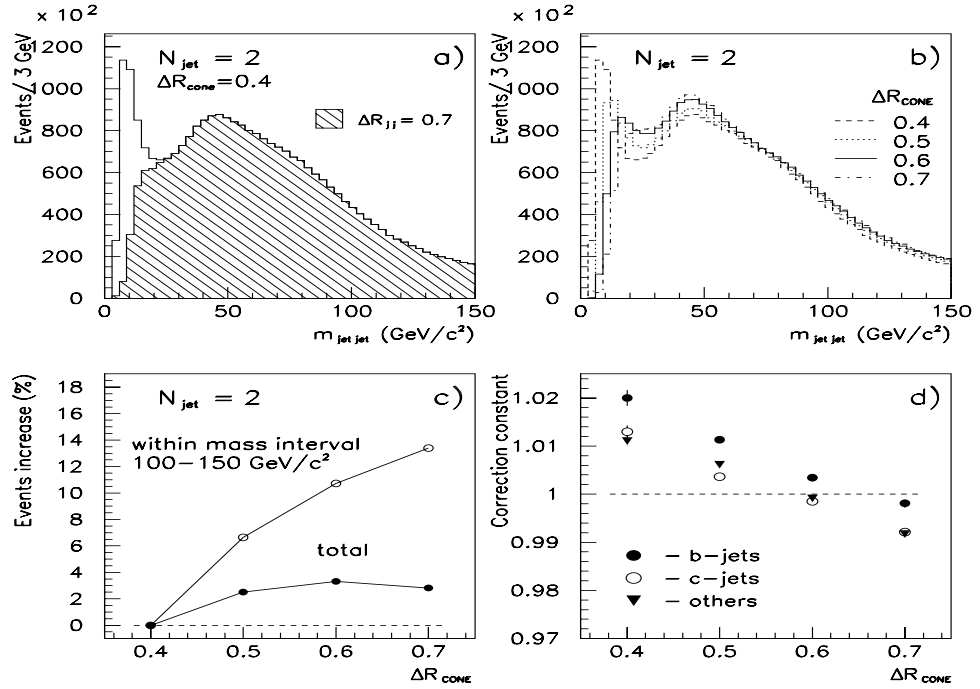 × 10²
Events/ 3 GeV
1200
1000
800
600
400
200
0
N jet = 2
ΔR cone = 0.4
a)
ΔR jj = 0.7
0 50 100 150
m jet jet (GeV/c²)
× 10²
Events/ 3 GeV
1200
1000
800
600
400
200
0
N jet = 2
b)
ΔR CONE
0.4
0.5
0.6
0.7
0 50 100 150
m jet jet (GeV/c²)
Events increase (%)
18
16
14
12
10
8
6
4
2
0
N jet = 2
c)
within mass interval
100−150 GeV/c²
total
0.4 0.5 0.6 0.7
ΔR CONE
Correction constant
1.02
1.01
1
0.99
0.98
0.97
d)
− b−jets
− c−jets
− others
0.4 0.5 0.6 0.7
ΔR CONE